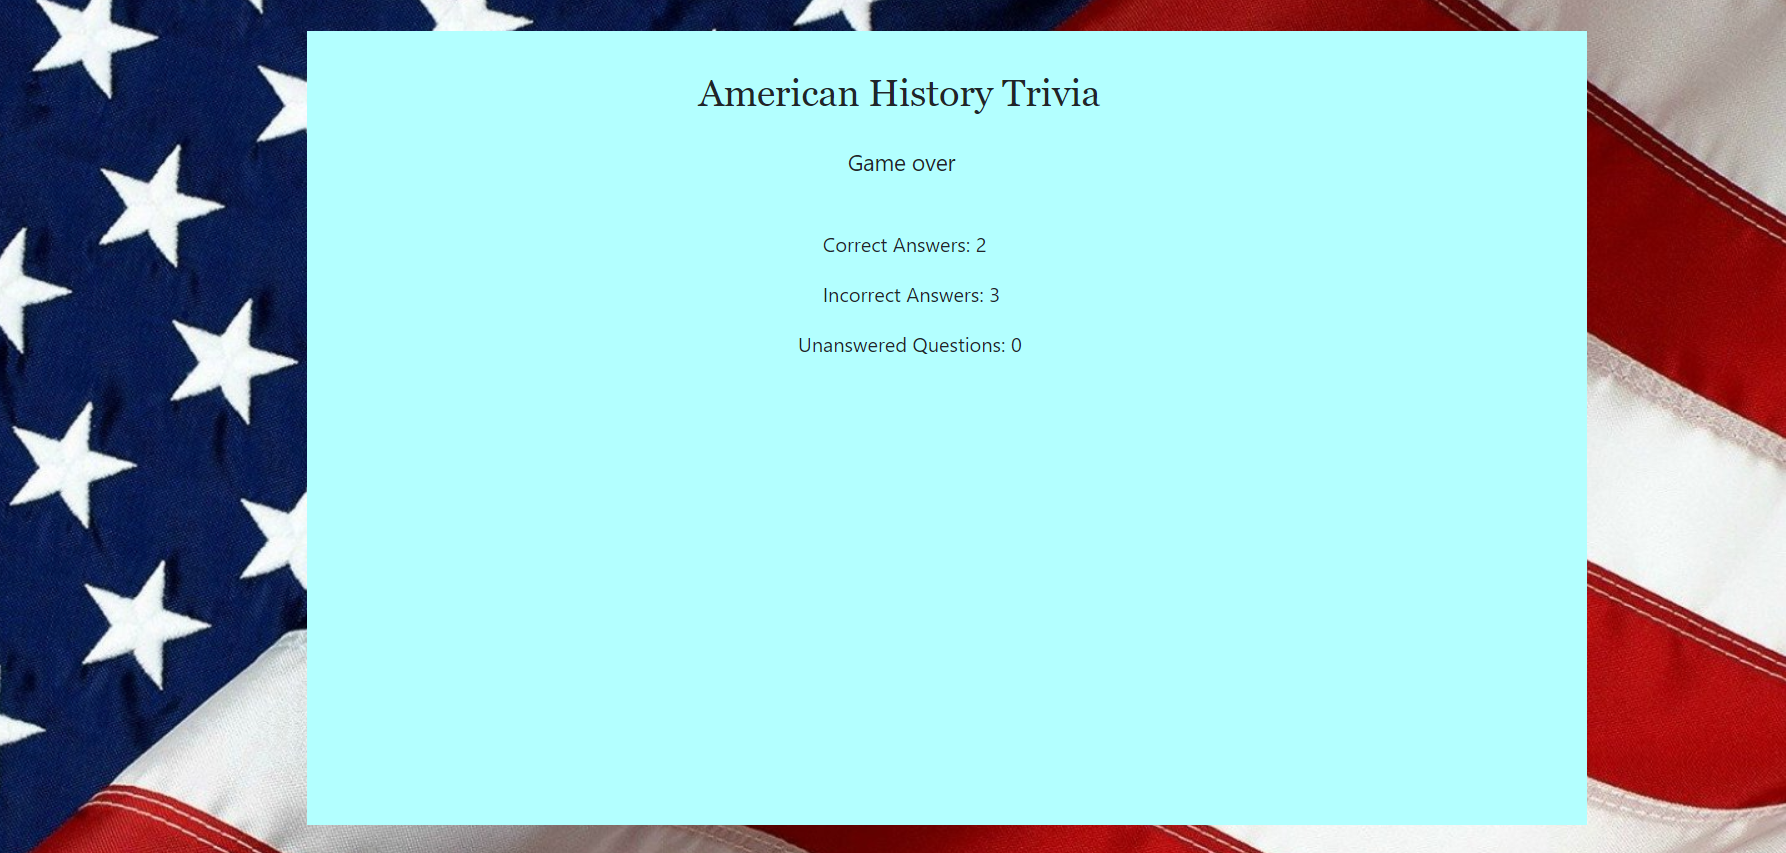 American History Trivia
Game over
Correct Answers: 2
Incorrect Answers: 3
Unanswered Questions: 0